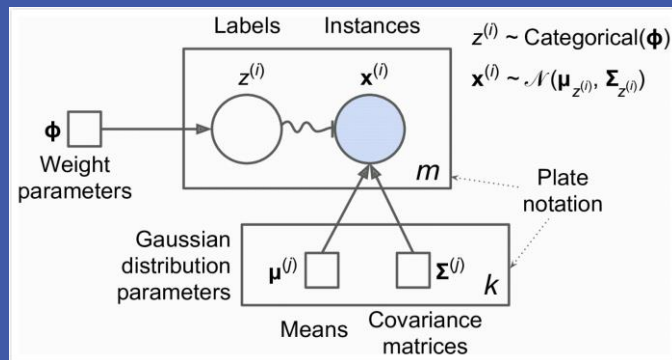 Labels Instances
z⁽ⁱ⁾ ~ Categorical(ϕ)
z⁽ⁱ⁾ x⁽ⁱ⁾
x⁽ⁱ⁾ ~ 𝒩(μ_z⁽ⁱ⁾, Σ_z⁽ⁱ⁾)
ϕ
Weight
parameters
m
Plate
notation
Gaussian
distribution
parameters
μ⁽ʲ⁾ Σ⁽ʲ⁾
k
Means
Covariance
matrices